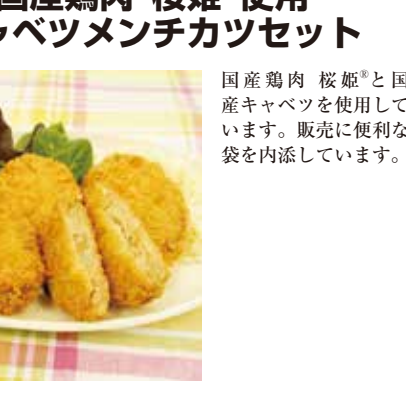 国産鶏肉 桜姫 使用
ャベツメンチカツセット
国産鶏肉 桜姫®と国
産キャベツを使用して
います。販売に便利な
袋を内添しています。